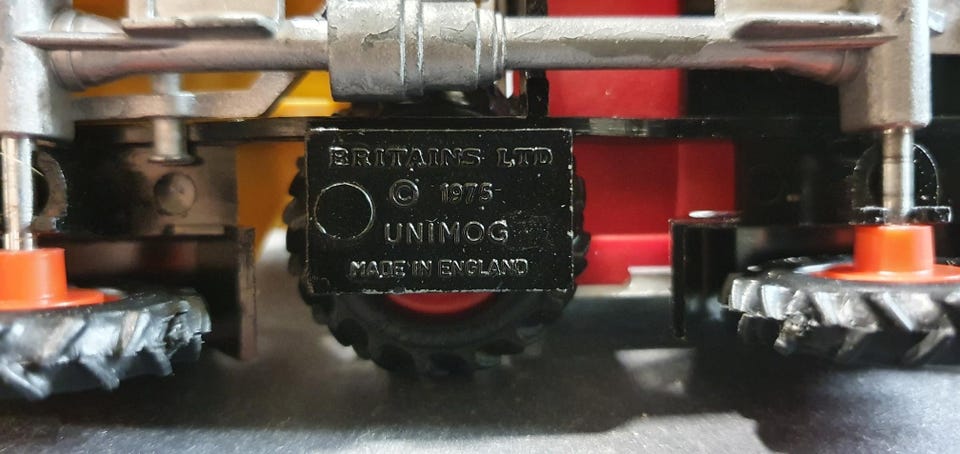 BRITAINS LTD
© 1975
UNIMOG
MADE IN ENGLAND